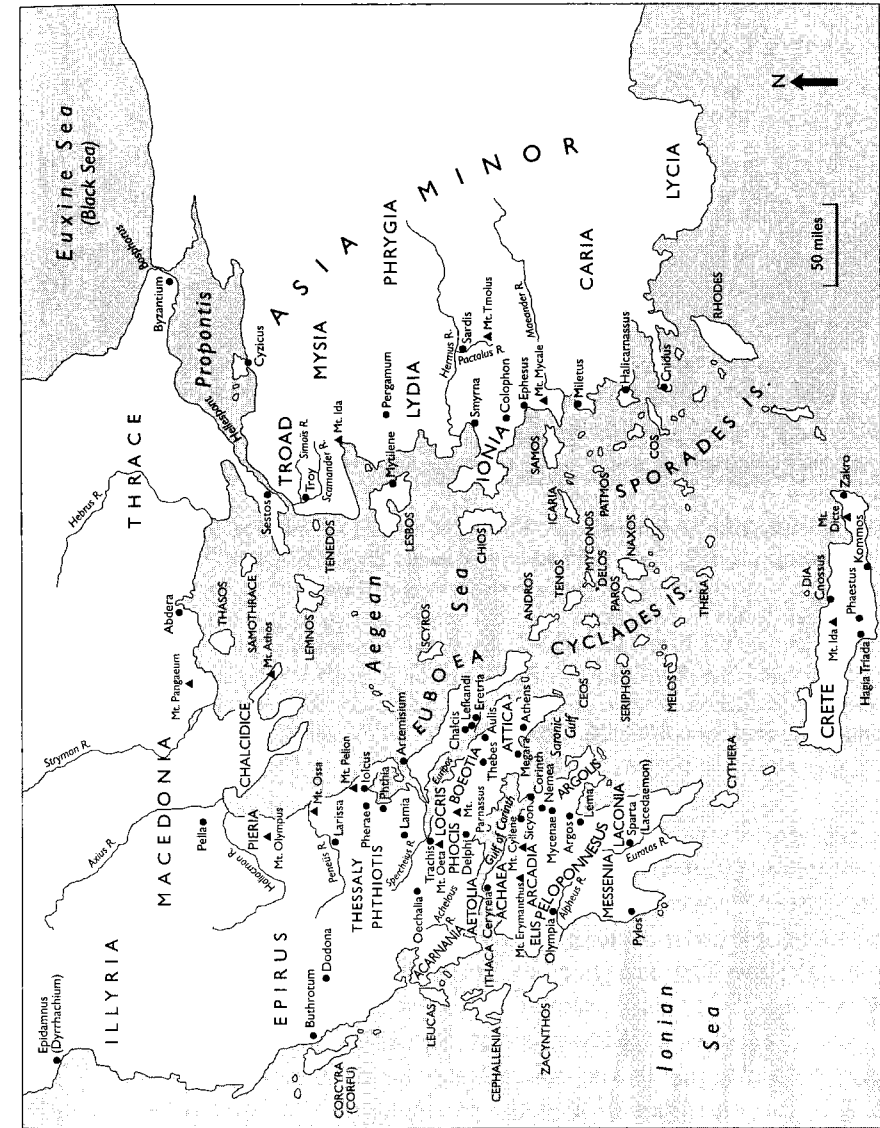 Euxine Sea
(Black Sea)
Bosphorus
Byzantium
Propontis
Cyzicus
Hellespont
THRACE
Hebrus R.
Sestos
Abdera
Mt. Pangaeum
Strymon R.
MACEDONIA
Axius R.
Pella
CHALCIDICE
Mt. Athos
THASOS
SAMOTHRACE
LEMNOS
TENEDOS
ILLYRIA
Epidamnus
(Dyrrhachium)
PIERIA
Mt. Olympus
Haliacmon R.
EPIRUS
Dodona
Buthrotum
CORCYRA
(CORFU)
Mt. Ossa
Larissa
Peneüs R.
Mt. Pelion
Iolcus
Pherae
Phthia
THESSALY
PHTHIOTIS
Lamia
Spercheus R.
Artemisium
Trachis
Mt. Oeta
Oechalia
LOCRIS
PHOCIS
Delphi
Mt.
Parnassus
BOEOTIA
Euripus
EUBOEA
Chalcis
Lefkandi
Eretria
Aulis
Thebes
ATTICA
Athens
Megara
Saronic
Gulf
Gulf of Corinth
Achelous
R.
ACARNANIA
AETOLIA
LEUCAS
ITHACA
CEPHALLENIA
ZACYNTHOS
Ceryneia
ACHAEA
Mt. Cyllene
Sicyon
Corinth
Nemea
Mycenae
Argos
ARGOLIS
Lerna
Mt. Erymanthus
ARCADIA
ELIS
PELOPONNESUS
Olympia
Alpheus R.
MESSENIA
LACONIA
Sparta
(Lacedaemon)
Eurotas R.
Pylos
CYTHERA
Ionian
Sea
Aegean
Sea
SCYROS
ANDROS
TENOS
MYCONOS
DELOS
PAROS
NAXOS
CYCLADES IS.
CEOS
SERIPHOS
MELOS
THERA
ICARIA
SAMOS
PATMOS
COS
SPORADES IS.
RHODES
LESBOS
Mytilene
CHIOS
ASIA MINOR
MYSIA
TROAD
Troy
Simois R.
Scamander R.
Mt. Ida
PHRYGIA
Pergamum
LYDIA
Hermus R.
Sardis
Pactolus R.
Mt. Tmolus
Smyrna
IONIA
Colophon
Ephesus
Mt. Mycale
Maeander R.
Miletus
CARIA
Halicarnassus
Cnidus
LYCIA
CRETE
DIA
Cnossus
Mt. Ida
Mt.
Dicte
Zakro
Phaestus
Kommos
Hagia Triada
N
50 miles